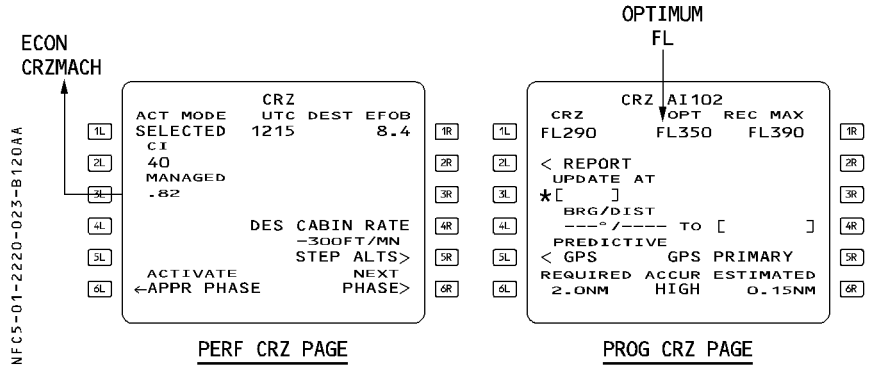 OPTIMUM
FL
ECON
CRZMACH
NFC5-01-2220-023-B120AA
CRZ
ACT MODE UTC DEST EFOB
1L SELECTED 1215 8.4 1R
CI
2L 40 2R
MANAGED
3L .82 3R
4L DES CABIN RATE 4R
-300FT/MN
5L STEP ALTS> 5R
ACTIVATE NEXT
6L ←APPR PHASE PHASE> 6R
PERF CRZ PAGE
CRZ AI102
CRZ OPT REC MAX
1L FL290 FL350 FL390 1R
2L < REPORT 2R
UPDATE AT
3L *[ ] 3R
BRG/DIST
4L ---°/---- TO [ ] 4R
PREDICTIVE
5L < GPS GPS PRIMARY 5R
REQUIRED ACCUR ESTIMATED
6L 2.0NM HIGH 0.15NM 6R
PROG CRZ PAGE